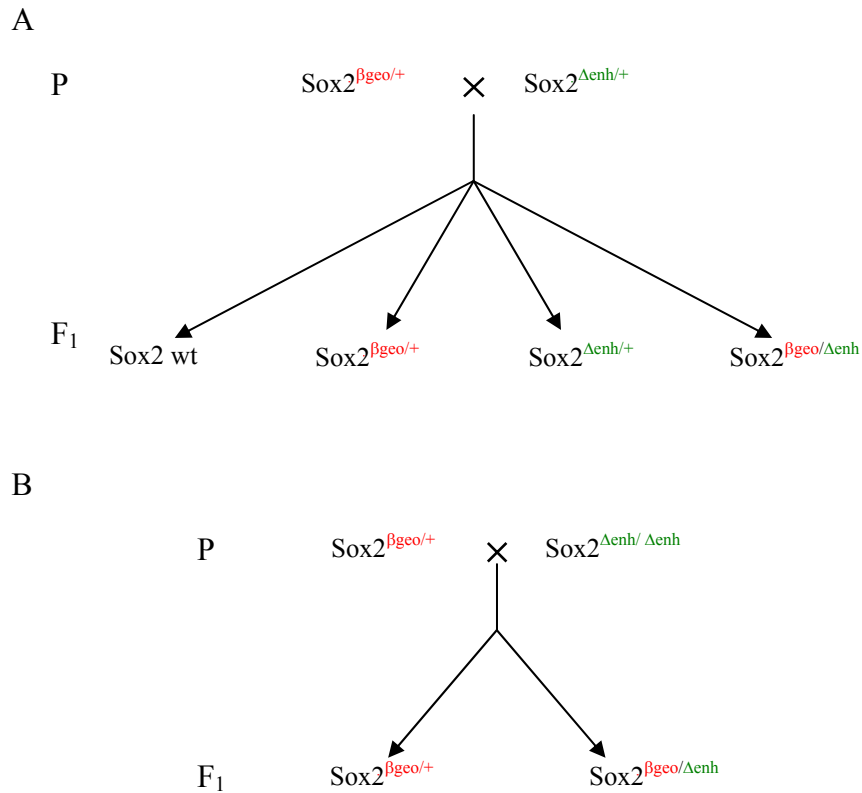 A
P Sox2βgeo/+ × Sox2Δenh/+
F1 Sox2 wt Sox2βgeo/+ Sox2Δenh/+ Sox2βgeo/Δenh
B
P Sox2βgeo/+ × Sox2Δenh/ Δenh
F1 Sox2βgeo/+ Sox2βgeo/Δenh